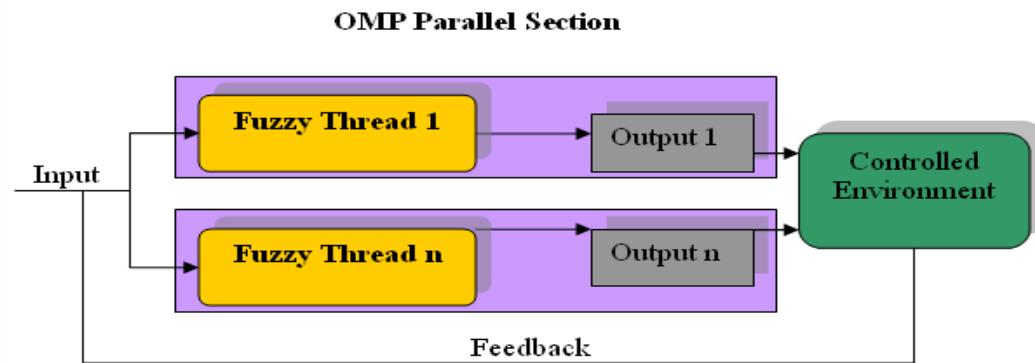 OMP Parallel Section
Fuzzy Thread 1
Output 1
Controlled
Environment
Input
Fuzzy Thread n
Output n
Feedback